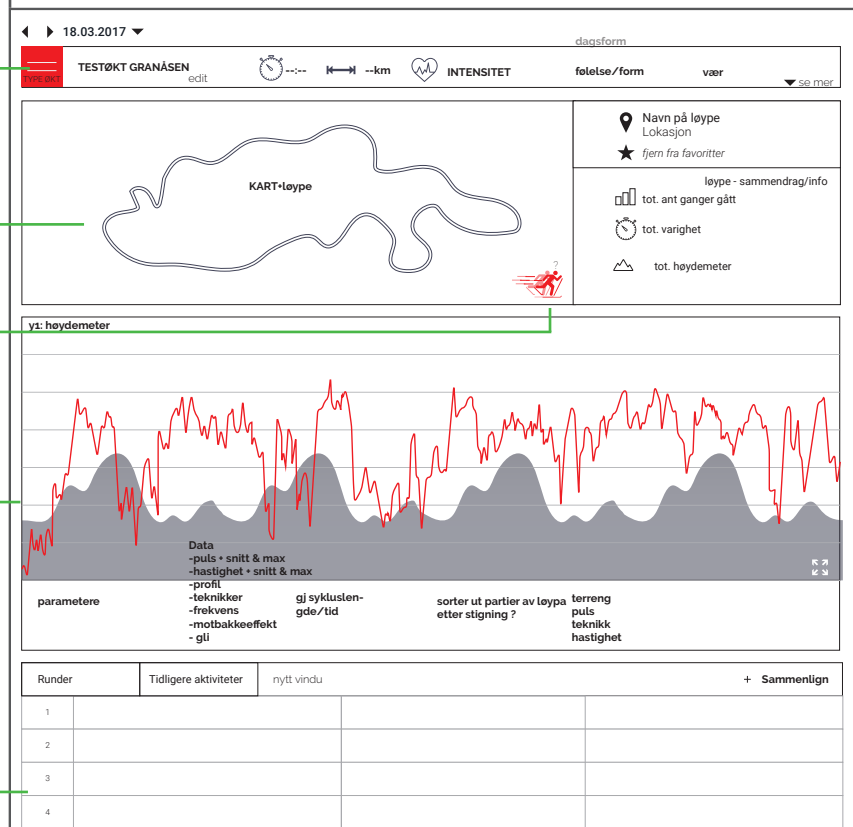 18.03.2017
dagsform
TYPE ØKT
TESTØKT GRANÅSEN
edit
--:--
--km
INTENSITET
følelse/form
vær
se mer
KART+løype
?
Navn på løype
Lokasjon
fjern fra favoritter
løype - sammendrag/info
tot. ant ganger gått
tot. varighet
tot. høydemeter
y1: høydemeter
parametere
Data
-puls + snitt & max
-hastighet + snitt & max
-profil
-teknikker
-frekvens
-motbakkeeffekt
- gli
gj sykluslen-
gde/tid
sorter ut partier av løypa
etter stigning ?
terreng
puls
teknikk
hastighet
Runder
Tidligere aktiviteter
nytt vindu
+ Sammenlign
1
2
3
4